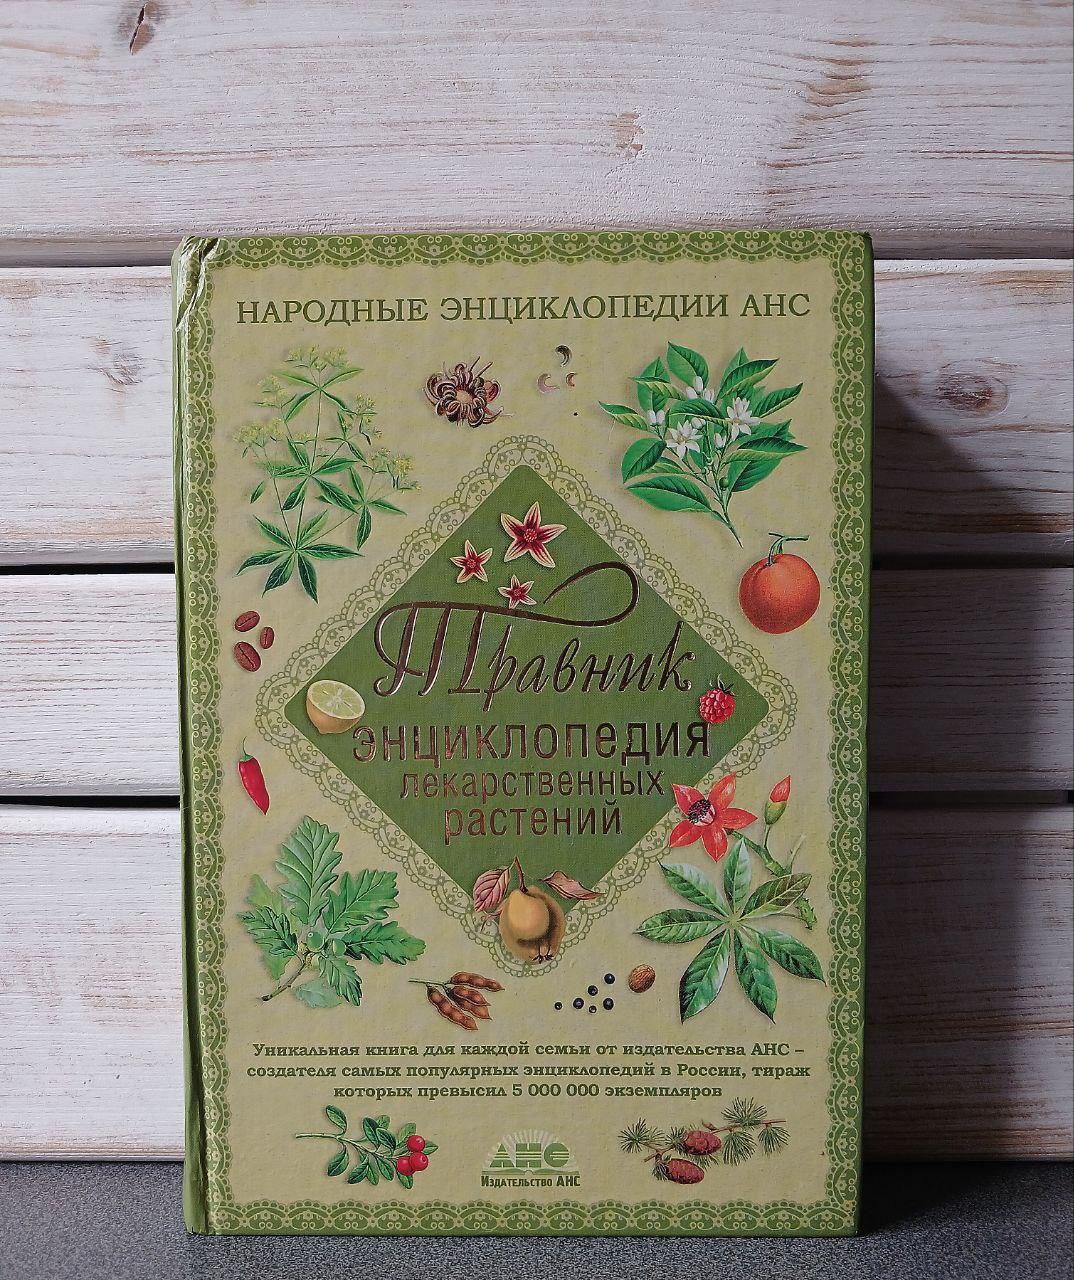 НАРОДНЫЕ ЭНЦИКЛОПЕДИИ АНС
Травник
ЭНЦИКЛОПЕДИЯ
лекарственных
растений
Уникальная книга для каждой семьи от издательства АНС –
создателя самых популярных энциклопедий в России, тираж
которых превысил 5 000 000 экземпляров
АНС
Издательство АНС